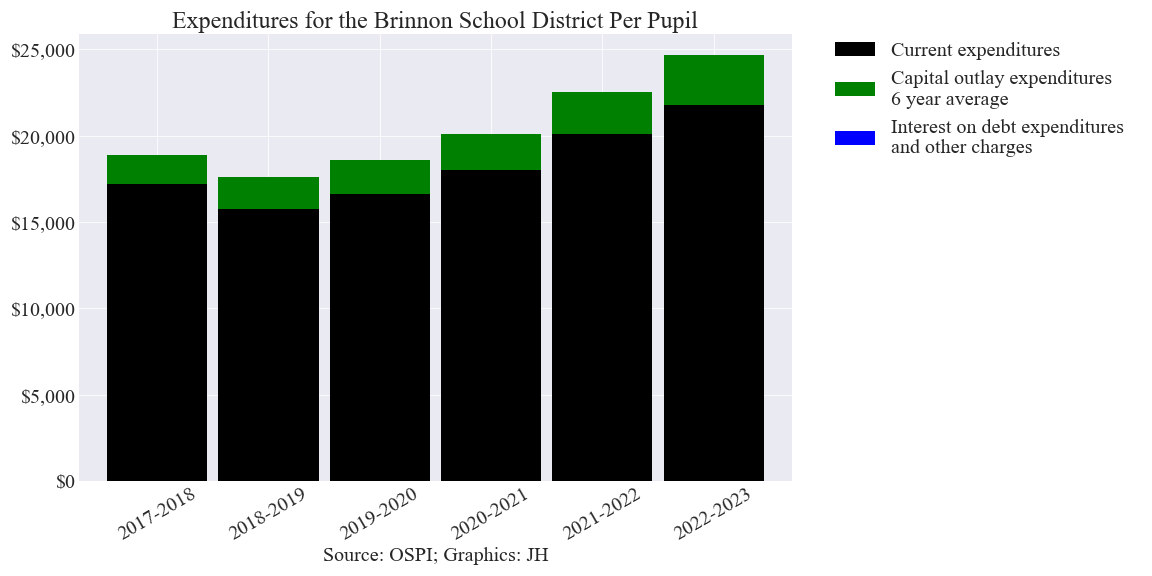 Expenditures for the Brinnon School District Per Pupil
$25,000
$20,000
$15,000
$10,000
$5,000
$0
2017-2018
2018-2019
2019-2020
2020-2021
2021-2022
2022-2023
Source: OSPI; Graphics: JH
Current expenditures
Capital outlay expenditures
6 year average
Interest on debt expenditures
and other charges